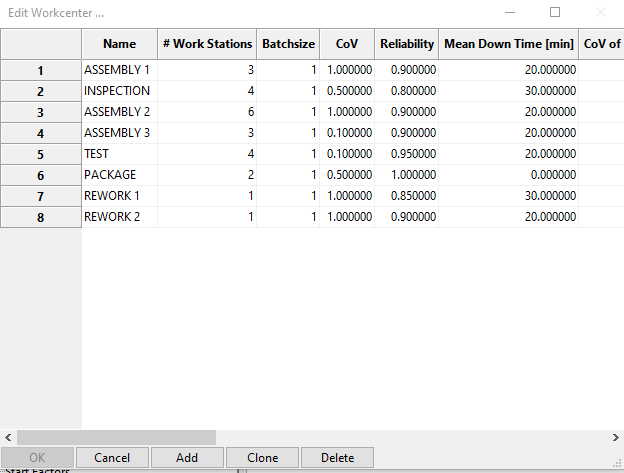 Edit Workcenter ...
Name # Work Stations Batchsize CoV Reliability Mean Down Time [min] CoV of
1 ASSEMBLY 1 3 1 1.000000 0.900000 20.000000
2 INSPECTION 4 1 0.500000 0.800000 30.000000
3 ASSEMBLY 2 6 1 1.000000 0.900000 20.000000
4 ASSEMBLY 3 3 1 0.100000 0.900000 20.000000
5 TEST 4 1 0.100000 0.950000 20.000000
6 PACKAGE 2 1 0.500000 1.000000 0.000000
7 REWORK 1 1 1 1.000000 0.850000 30.000000
8 REWORK 2 1 1 1.000000 0.900000 20.000000
OK Cancel Add Clone Delete
Start Factors